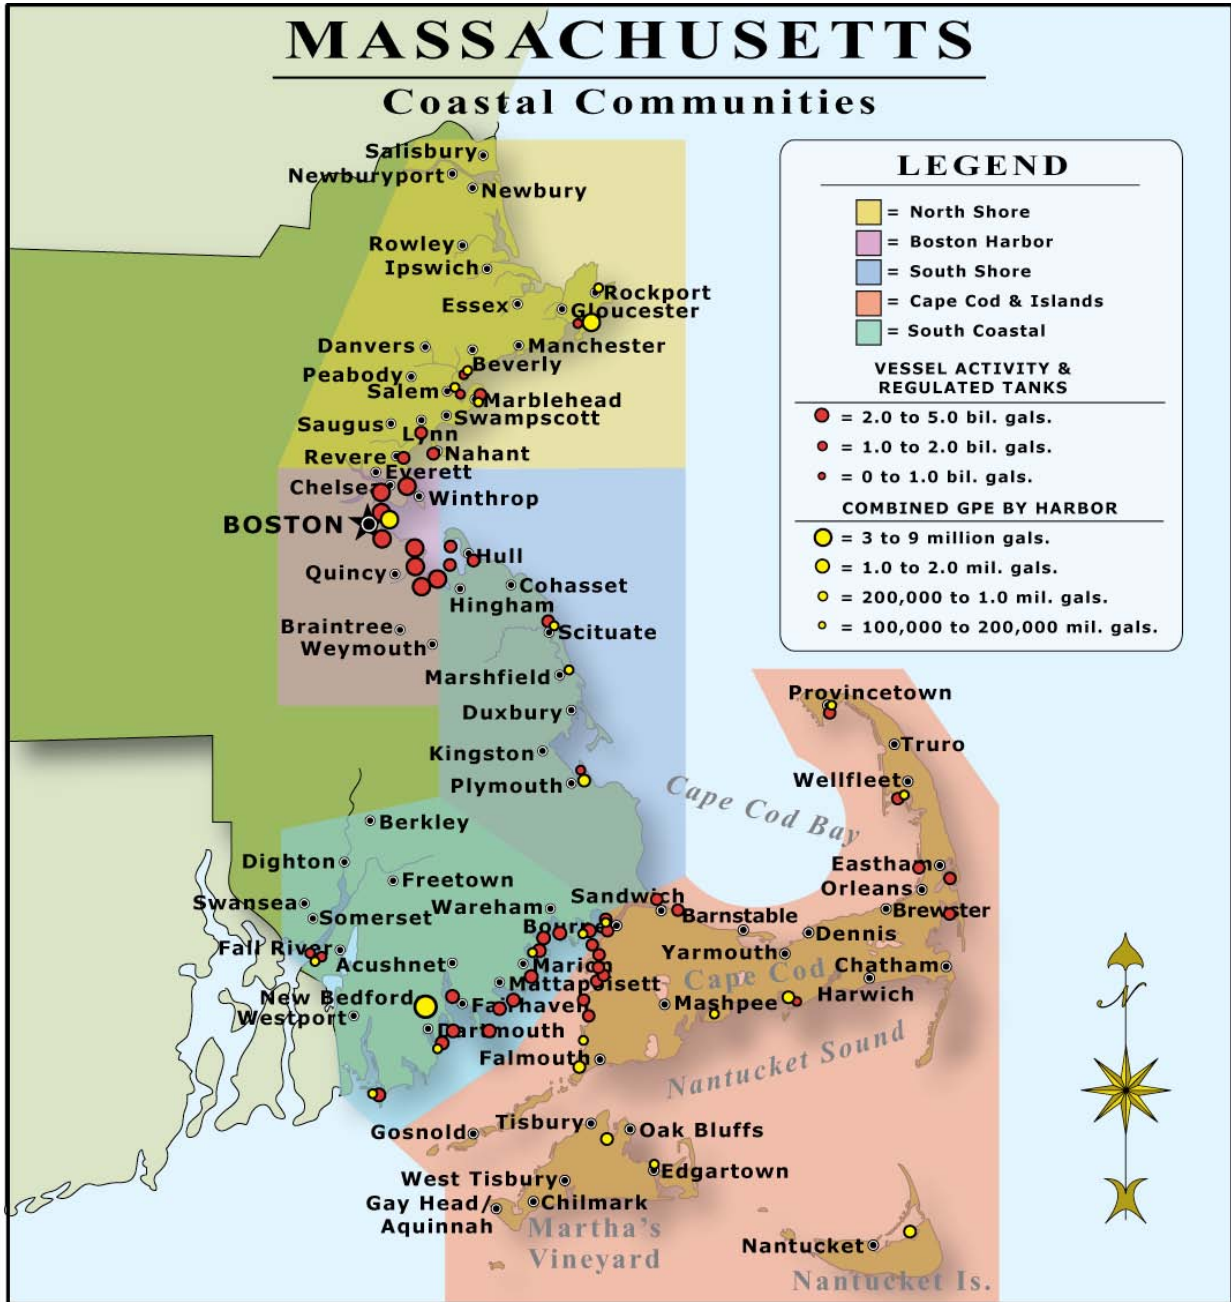 MASSACHUSETTS
Coastal Communities
LEGEND
= North Shore
= Boston Harbor
= South Shore
= Cape Cod & Islands
= South Coastal
VESSEL ACTIVITY &
REGULATED TANKS
= 2.0 to 5.0 bil. gals.
= 1.0 to 2.0 bil. gals.
= 0 to 1.0 bil. gals.
COMBINED GPE BY HARBOR
= 3 to 9 million gals.
= 1.0 to 2.0 mil. gals.
= 200,000 to 1.0 mil. gals.
= 100,000 to 200,000 mil. gals.
Salisbury
Newburyport
Newbury
Rowley
Ipswich
Rockport
Essex
Gloucester
Danvers
Manchester
Beverly
Peabody
Salem
Marblehead
Swampscott
Saugus
Lynn
Nahant
Revere
Everett
Chelsea
Winthrop
BOSTON
Hull
Quincy
Cohasset
Hingham
Braintree
Scituate
Weymouth
Marshfield
Duxbury
Kingston
Plymouth
Provincetown
Truro
Wellfleet
Cape Cod Bay
Berkley
Dighton
Eastham
Freetown
Orleans
Swansea
Somerset
Wareham
Sandwich
Barnstable
Brewster
Bourne
Dennis
Fall River
Yarmouth
Acushnet
Marion
Cape Cod
Chatham
Mattapoisett
Harwich
New Bedford
Fairhaven
Mashpee
Westport
Dartmouth
Falmouth
Nantucket Sound
Gosnold
Tisbury
Oak Bluffs
West Tisbury
Edgartown
Gay Head/
Aquinnah
Chilmark
Martha's
Vineyard
Nantucket
Nantucket Is.
N